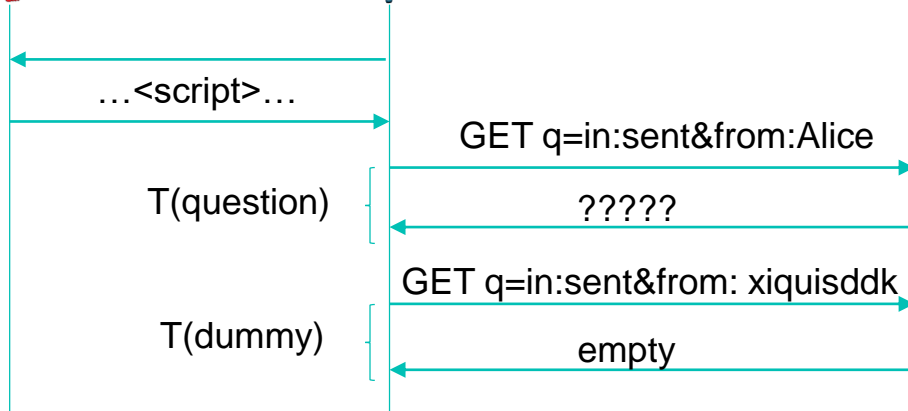 …<script>…
GET q=in:sent&from:Alice
T(question)
?????
GET q=in:sent&from: xiquisddk
T(dummy)
empty